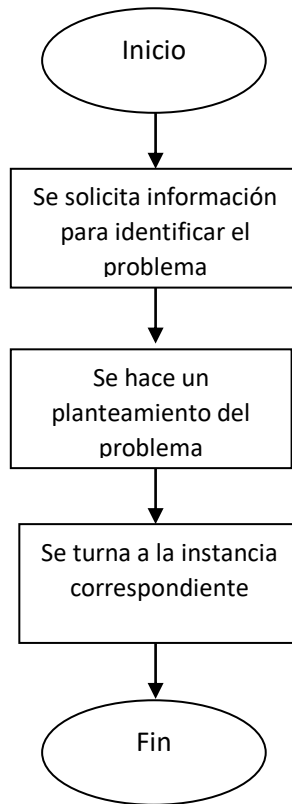 Inicio
Se solicita información
para identificar el
problema
Se hace un
planteamiento del
problema
Se turna a la instancia
correspondiente
Fin